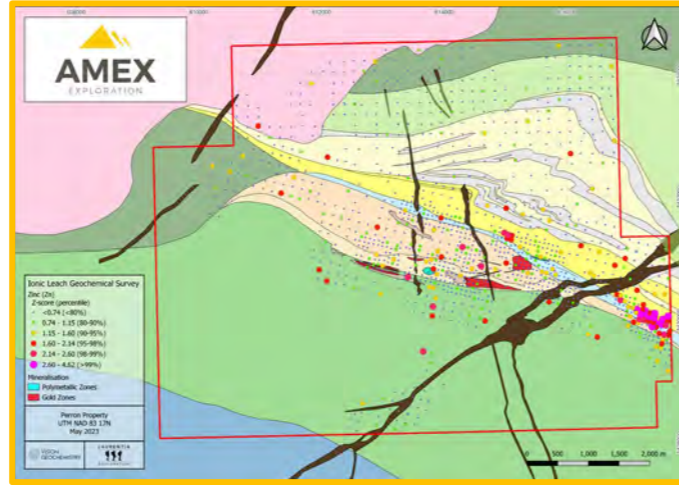 AMEX
EXPLORATION
Ionic Leach Geochemical Survey
Zinc (Zn)
Z-score (percentile)
<0.74 (<80%)
0.74 - 1.15 (80-90%)
1.15 - 1.60 (90-95%)
1.60 - 2.14 (95-98%)
2.14 - 2.60 (98-99%)
2.60 - 4.62 (>99%)
Mineralisation
Polymetallic Zones
Gold Zones
Perron Property
UTM NAD 83 17N
May 2023
GEOCHEMISTRY
LAURENTIA
0 500 1,000 1,500 2,000 m